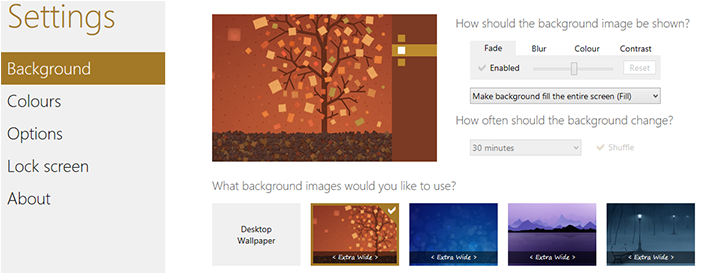 Settings
Background
Colours
Options
Lock screen
About
How should the background image be shown?
Fade Blur Colour Contrast
Enabled Reset
Make background fill the entire screen (Fill)
How often should the background change?
30 minutes Shuffle
What background images would you like to use?
Desktop
Wallpaper
< Extra Wide > < Extra Wide > < Extra Wide > < Extra Wide >